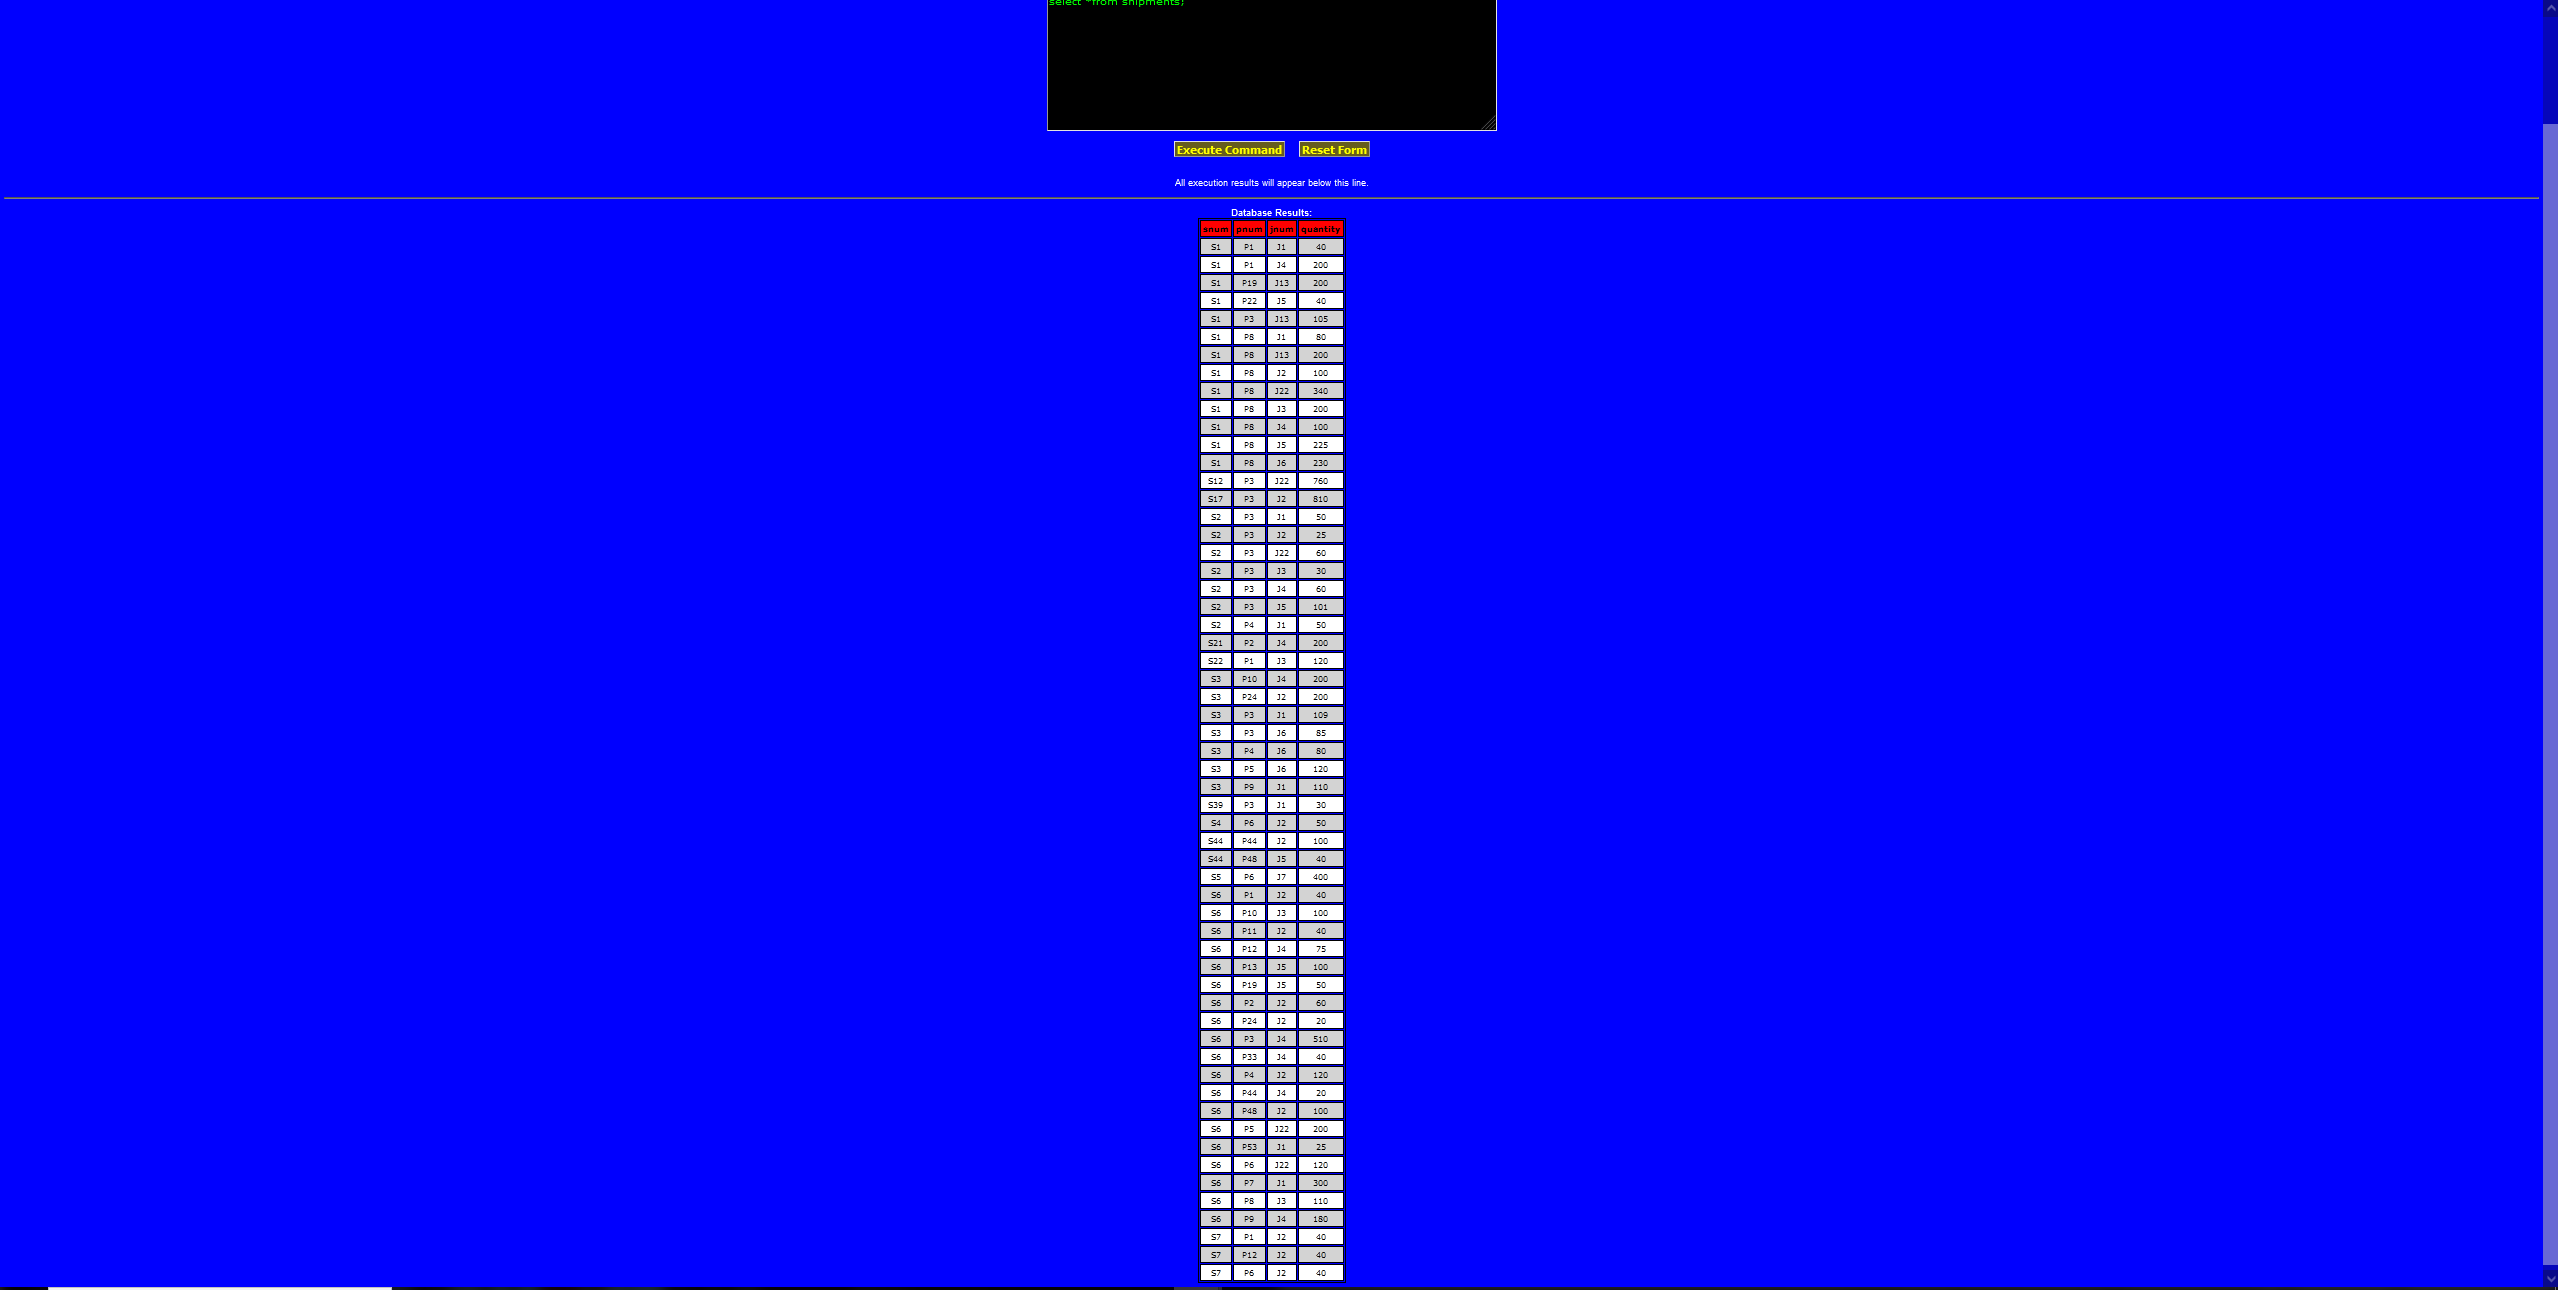 select *from shipments;
Execute Command Reset Form
All execution results will appear below this line.
Database Results:
snum pnum jnum quantity
S1 P1 J1 40
S1 P1 J4 200
S1 P19 J13 200
S1 P22 J5 40
S1 P3 J13 105
S1 P8 J1 80
S1 P8 J13 200
S1 P8 J2 100
S1 P8 J22 340
S1 P8 J3 200
S1 P8 J4 100
S1 P8 J5 225
S1 P8 J6 230
S12 P3 J22 760
S17 P3 J2 810
S2 P3 J1 50
S2 P3 J2 25
S2 P3 J22 60
S2 P3 J3 30
S2 P3 J4 60
S2 P3 J5 101
S2 P4 J1 50
S21 P2 J4 200
S22 P1 J3 120
S3 P10 J4 200
S3 P24 J2 200
S3 P3 J1 109
S3 P3 J6 85
S3 P4 J6 80
S3 P5 J6 120
S3 P9 J1 110
S39 P3 J1 30
S4 P6 J2 50
S44 P44 J2 100
S44 P48 J5 40
S5 P6 J7 400
S6 P1 J2 40
S6 P10 J3 100
S6 P11 J2 40
S6 P12 J4 75
S6 P13 J5 100
S6 P19 J5 50
S6 P2 J2 60
S6 P24 J2 20
S6 P3 J4 510
S6 P33 J4 40
S6 P4 J2 120
S6 P44 J4 20
S6 P48 J2 100
S6 P5 J22 200
S6 P53 J1 25
S6 P6 J22 120
S6 P7 J1 300
S6 P8 J3 110
S6 P9 J4 180
S7 P1 J2 40
S7 P12 J2 40
S7 P6 J2 40